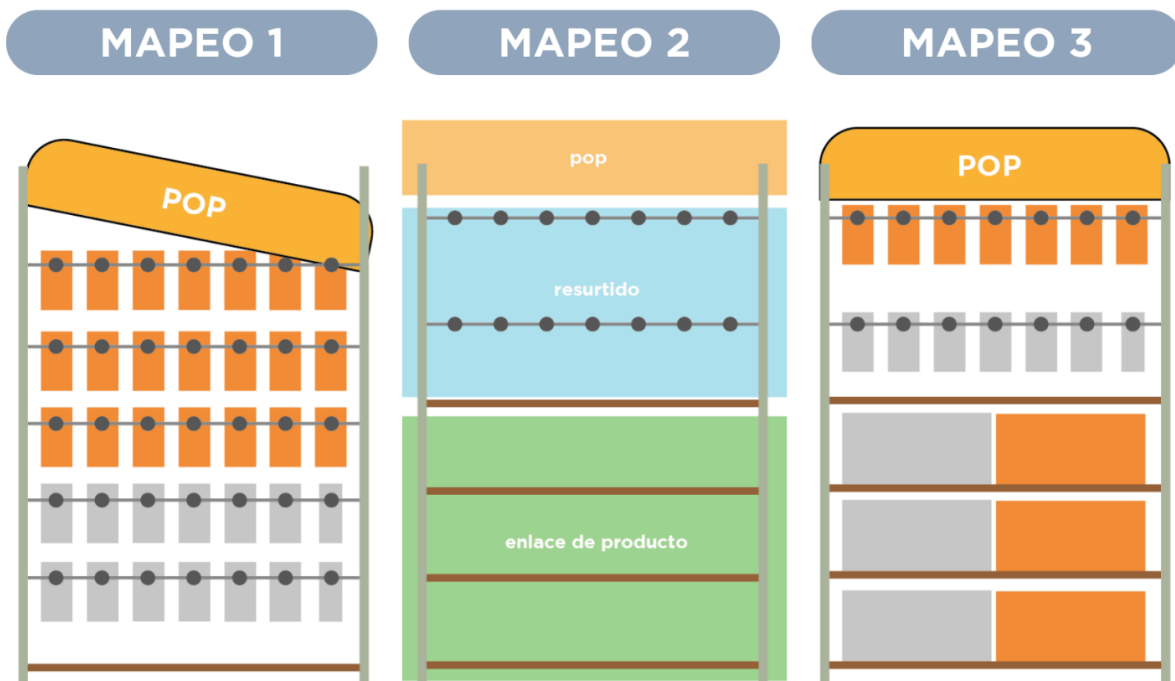 MAPEO 1
MAPEO 2
MAPEO 3
POP
pop
resurtido
enlace de producto
POP